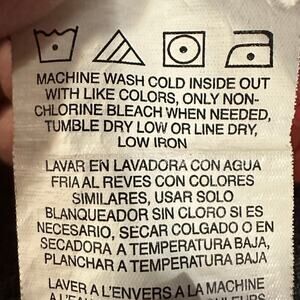 MACHINE WASH COLD INSIDE OUT
WITH LIKE COLORS, ONLY NON-
CHLORINE BLEACH WHEN NEEDED,
TUMBLE DRY LOW OR LINE DRY,
LOW IRON
LAVAR EN LAVADORA CON AGUA
FRIA AL REVES CON COLORES
SIMILARES, USAR SOLO
BLANQUEADOR SIN CLORO SI ES
NECESARIO, SECAR COLGADO O EN
SECADORA A TEMPERATURA BAJA,
PLANCHAR A TEMPERATURA BAJA
LAVER À L'ENVERS A LA MACHINE